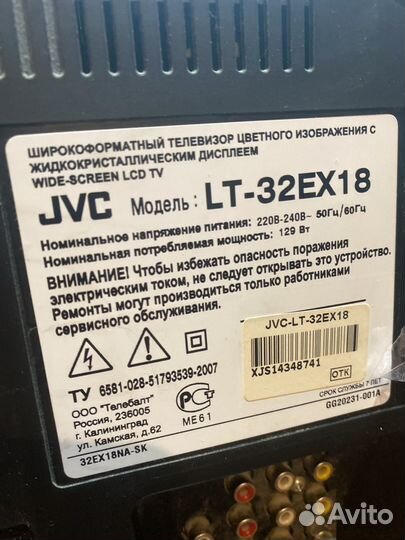 ШИРОКОФОРМАТНЫЙ ТЕЛЕВИЗОР ЦВЕТНОГО ИЗОБРАЖЕНИЯ С
ЖИДКОКРИСТАЛЛИЧЕСКИМ ДИСПЛЕЕМ
WIDE-SCREEN LCD TV
JVC Модель : LT-32EX18
Номинальное напряжение питания: 220В-240В~ 50Гц/60Гц
Номинальная потребляемая мощность: 129 Вт
ВНИМАНИЕ! Чтобы избежать опасность поражения
электрическим током, не следует открывать это устройство.
Ремонты могут производиться только работниками
сервисного обслуживания.
JVC-LT-32EX18
XJS14348741
ОТК
ТУ 6581-028-51793539-2007
ООО "Телебалт"
Россия, 236005
г. Калининград
ул. Камская, д.62
МЕ61
СРОК СЛУЖБЫ 7 ЛЕТ
GG20231-001A
32EX18NA-SK
Avito